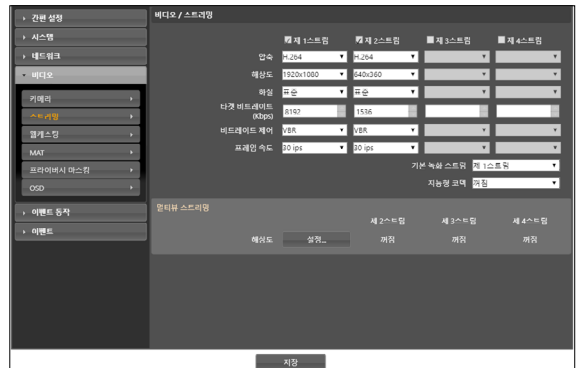 간편 설정
시스템
네트워크
비디오
카메라
스트리밍
웹캐스팅
MAT
프라이버시 마스킹
OSD
이벤트 동작
이벤트
비디오 / 스트리밍
제 1스트림 제 2스트림 제 3스트림 제 4스트림
압축 H.264 H.264
해상도 1920x1080 640x360
화질 표준 표준
타겟 비트레이트
(Kbps) 8192 1536
비트레이트 제어 VBR VBR
프레임 속도 30 ips 30 ips
기본 녹화 스트림 제 1스트림
지능형 코덱 꺼짐
멀티뷰 스트리밍
제 2스트림 제 3스트림 제 4스트림
해상도 설정... 꺼짐 꺼짐 꺼짐
저장